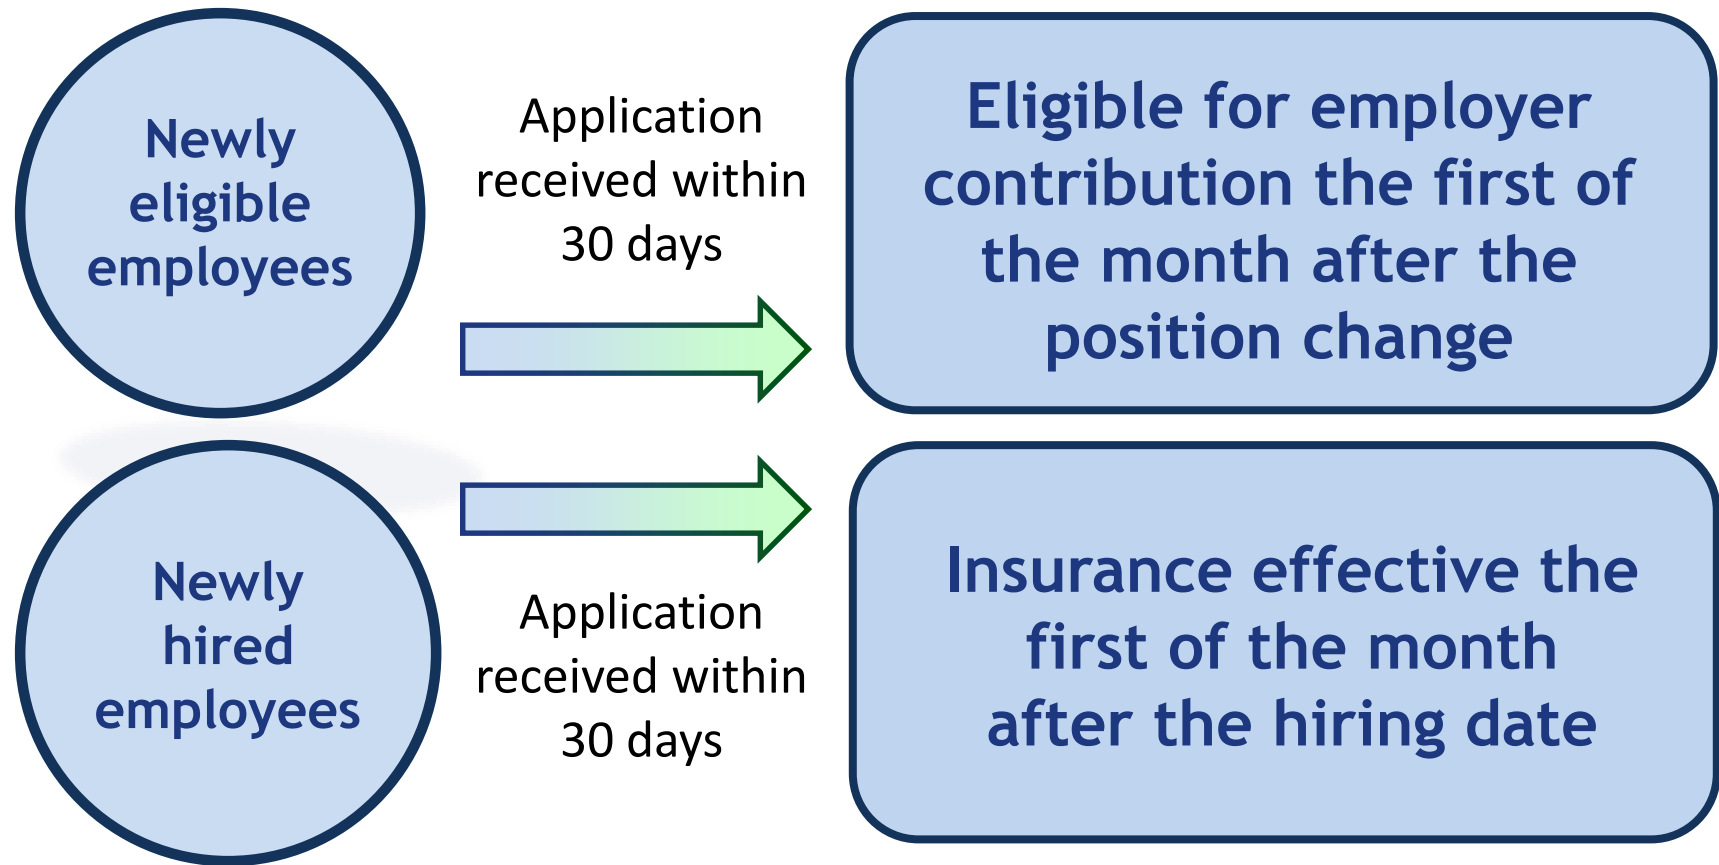 Newly
eligible
employees
Application
received within
30 days
Eligible for employer
contribution the first of
the month after the
position change
Newly
hired
employees
Application
received within
30 days
Insurance effective the
first of the month
after the hiring date